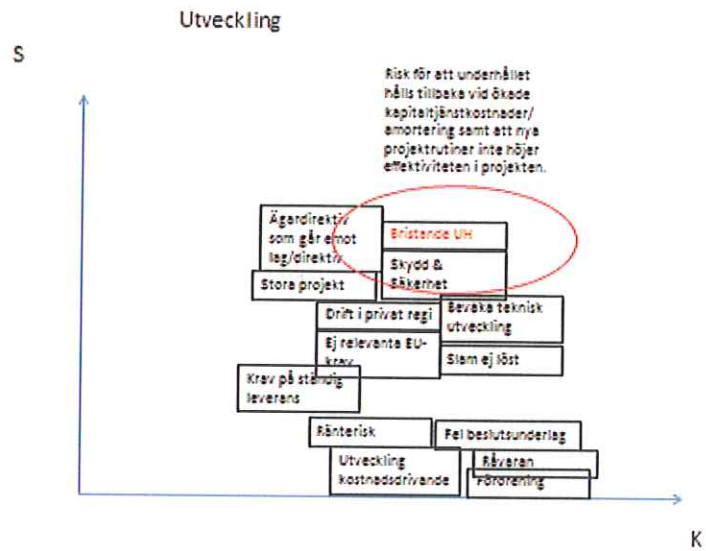 Utveckling
S
Risk för att underhållet
hålls tillbaka vid ökade
kapitaltjänstkostnader/
amortering samt att nya
projektrutiner inte höjer
effektiviteten i projekten.
Ägardirektiv
som går emot
lag/direktiv
Bristande UH
Skydd &
Säkerhet
Stora projekt
Drift i privat regi
Bevaka teknisk
utveckling
Ej relevanta EU-
krav
Slam ej löst
Krav på ständig
leverans
Ränterisk
Fel beslutsunderlag
Utveckling
kostnadsdrivande
Råvaran
Förorening
K